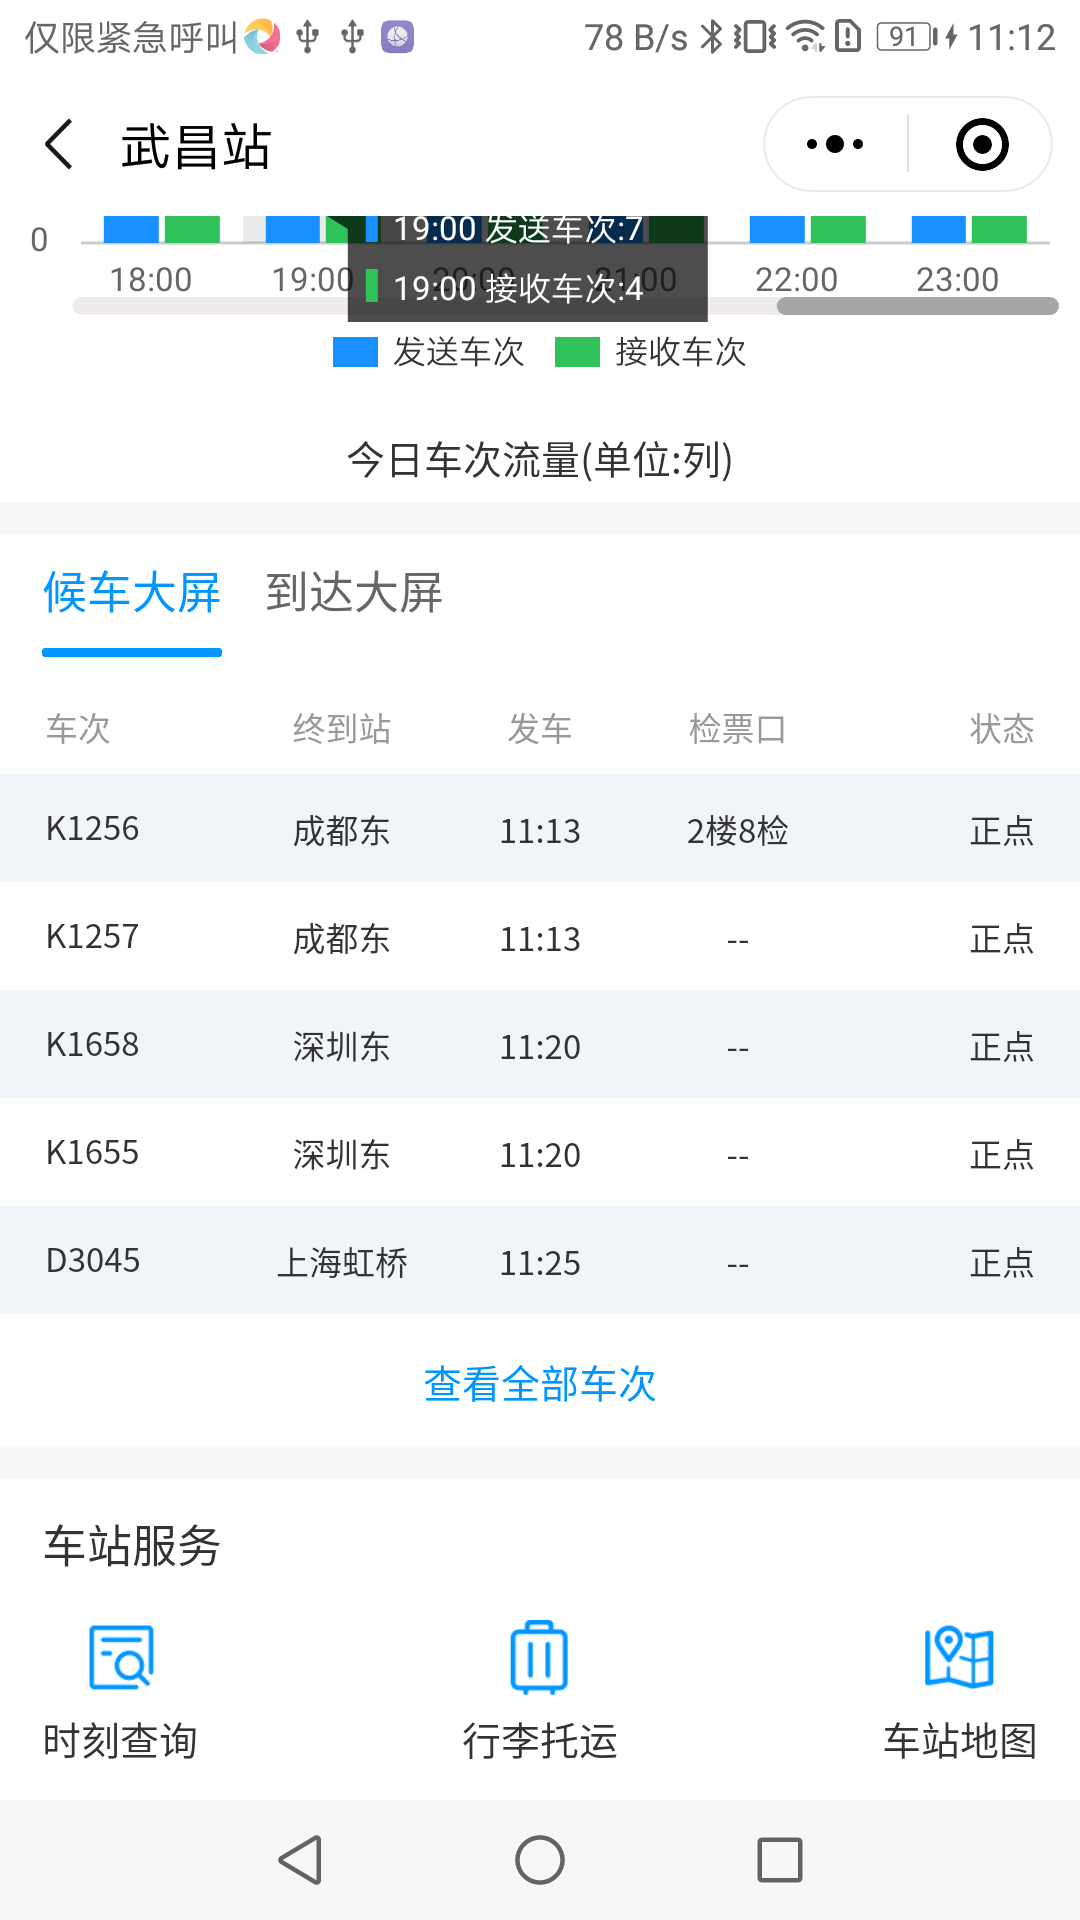 仅限紧急呼叫 78 B/s 91 11:12
武昌站
19:00 发送车次:7
0
18:00 19:00 20:00 21:00 22:00 23:00
19:00 接收车次:4
发送车次 接收车次
今日车次流量(单位:列)
候车大屏 到达大屏
车次 终到站 发车 检票口 状态
K1256 成都东 11:13 2楼8检 正点
K1257 成都东 11:13 -- 正点
K1658 深圳东 11:20 -- 正点
K1655 深圳东 11:20 -- 正点
D3045 上海虹桥 11:25 -- 正点
查看全部车次
车站服务
时刻查询 行李托运 车站地图